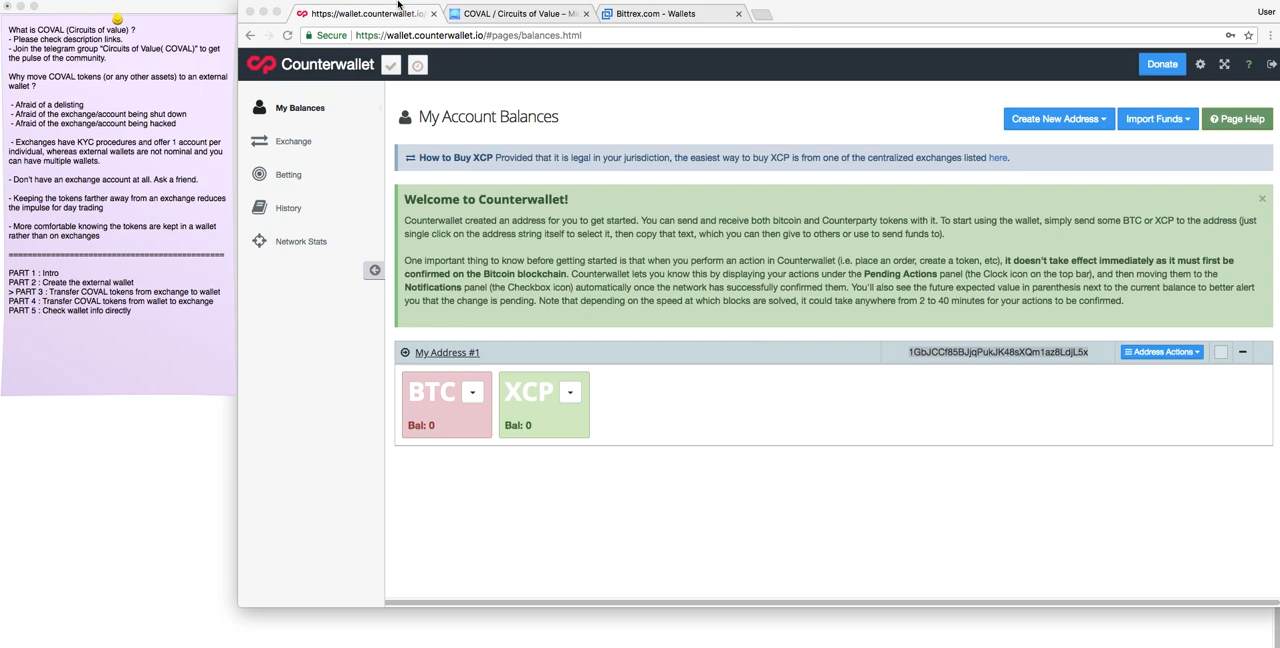 What is COVAL (Circuits of value) ?
- Please check description links.
- Join the telegram group "Circuits of Value( COVAL)" to get
the pulse of the community.
Why move COVAL tokens (or any other assets) to an external
wallet ?
- Afraid of a delisting
- Afraid of the exchange/account being shut down
- Afraid of the exchange/account being hacked
- Exchanges have KYC procedures and offer 1 account per
individual, whereas external wallets are not nominal and you
can have multiple wallets.
- Don't have an exchange account at all. Ask a friend.
- Keeping the tokens farther away from an exchange reduces
the impulse for day trading
- More comfortable knowing the tokens are kept in a wallet
rather than on exchanges
==========================================
PART 1 : Intro
PART 2 : Create the external wallet
> PART 3 : Transfer COVAL tokens from exchange to wallet
PART 4 : Transfer COVAL tokens from wallet to exchange
PART 5 : Check wallet info directly
https://wallet.counterwallet.io/
COVAL / Circuits of Value – Mi
Bittrex.com - Wallets
User
Secure
https://wallet.counterwallet.io/#pages/balances.html
Counterwallet
Donate
My Balances
Exchange
Betting
History
Network Stats
My Account Balances
Create New Address
Import Funds
Page Help
How to Buy XCP Provided that it is legal in your jurisdiction, the easiest way to buy XCP is from one of the centralized exchanges listed here.
Welcome to Counterwallet!
Counterwallet created an address for you to get started. You can send and receive both bitcoin and Counterparty tokens with it. To start using the wallet, simply send some BTC or XCP to the address (just
single click on the address string itself to select it, then copy that text, which you can then give to others or use to send funds to).
One important thing to know before getting started is that when you perform an action in Counterwallet (i.e. place an order, create a token, etc), it doesn't take effect immediately as it must first be
confirmed on the Bitcoin blockchain. Counterwallet lets you know this by displaying your actions under the Pending Actions panel (the Clock icon on the top bar), and then moving them to the
Notifications panel (the Checkbox icon) automatically once the network has successfully confirmed them. You'll also see the future expected value in parenthesis next to the current balance to better alert
you that the change is pending. Note that depending on the speed at which blocks are solved, it could take anywhere from 2 to 40 minutes for your actions to be confirmed.
My Address #1
1GbJCCf85BJjqPukJK48sXQm1az8LdjL5x
Address Actions
BTC
Bal: 0
XCP
Bal: 0